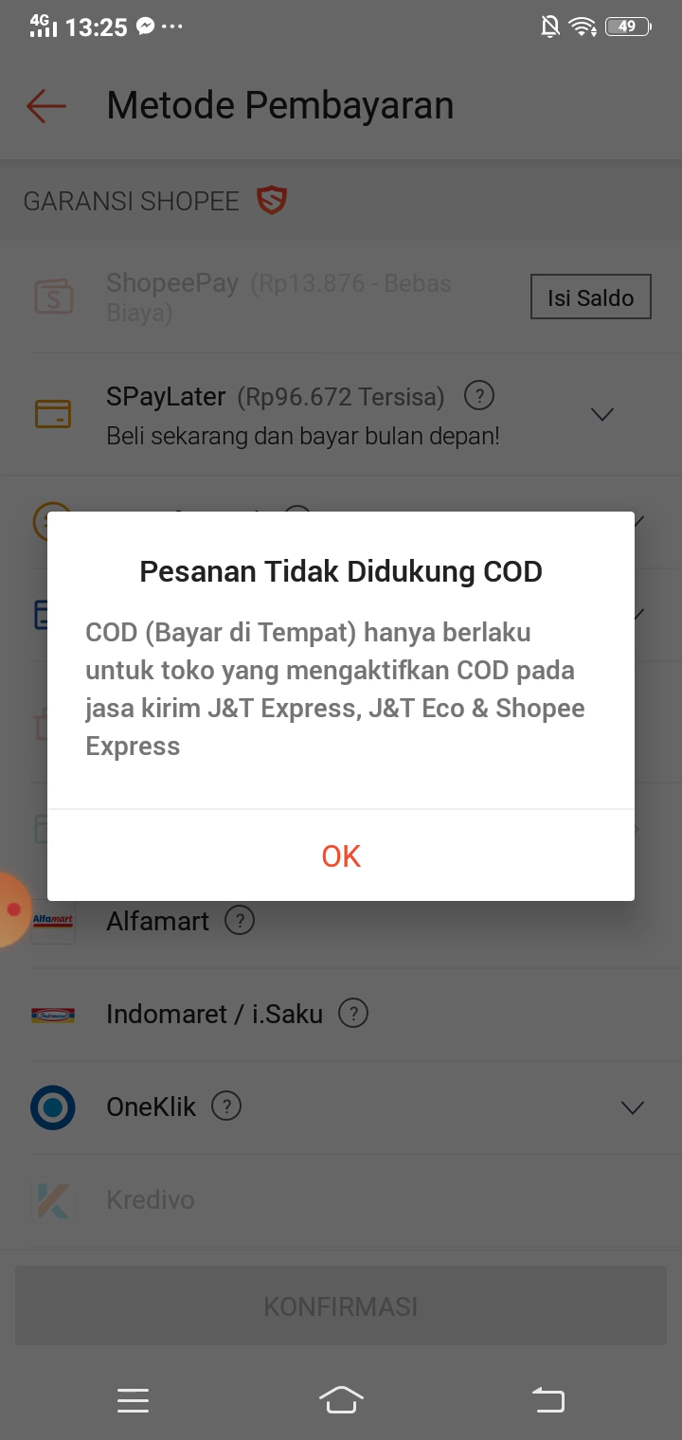 4G 13:25 ... 49
Metode Pembayaran
GARANSI SHOPEE
ShopeePay (Rp13.876 - Bebas
Biaya)
Isi Saldo
SPayLater (Rp96.672 Tersisa) ?
Beli sekarang dan bayar bulan depan!
Pesanan Tidak Didukung COD
COD (Bayar di Tempat) hanya berlaku
untuk toko yang mengaktifkan COD pada
jasa kirim J&T Express, J&T Eco & Shopee
Express
OK
Alfamart
Alfamart ?
Indomaret
Indomaret / i.Saku ?
OneKlik ?
Kredivo
KONFIRMASI